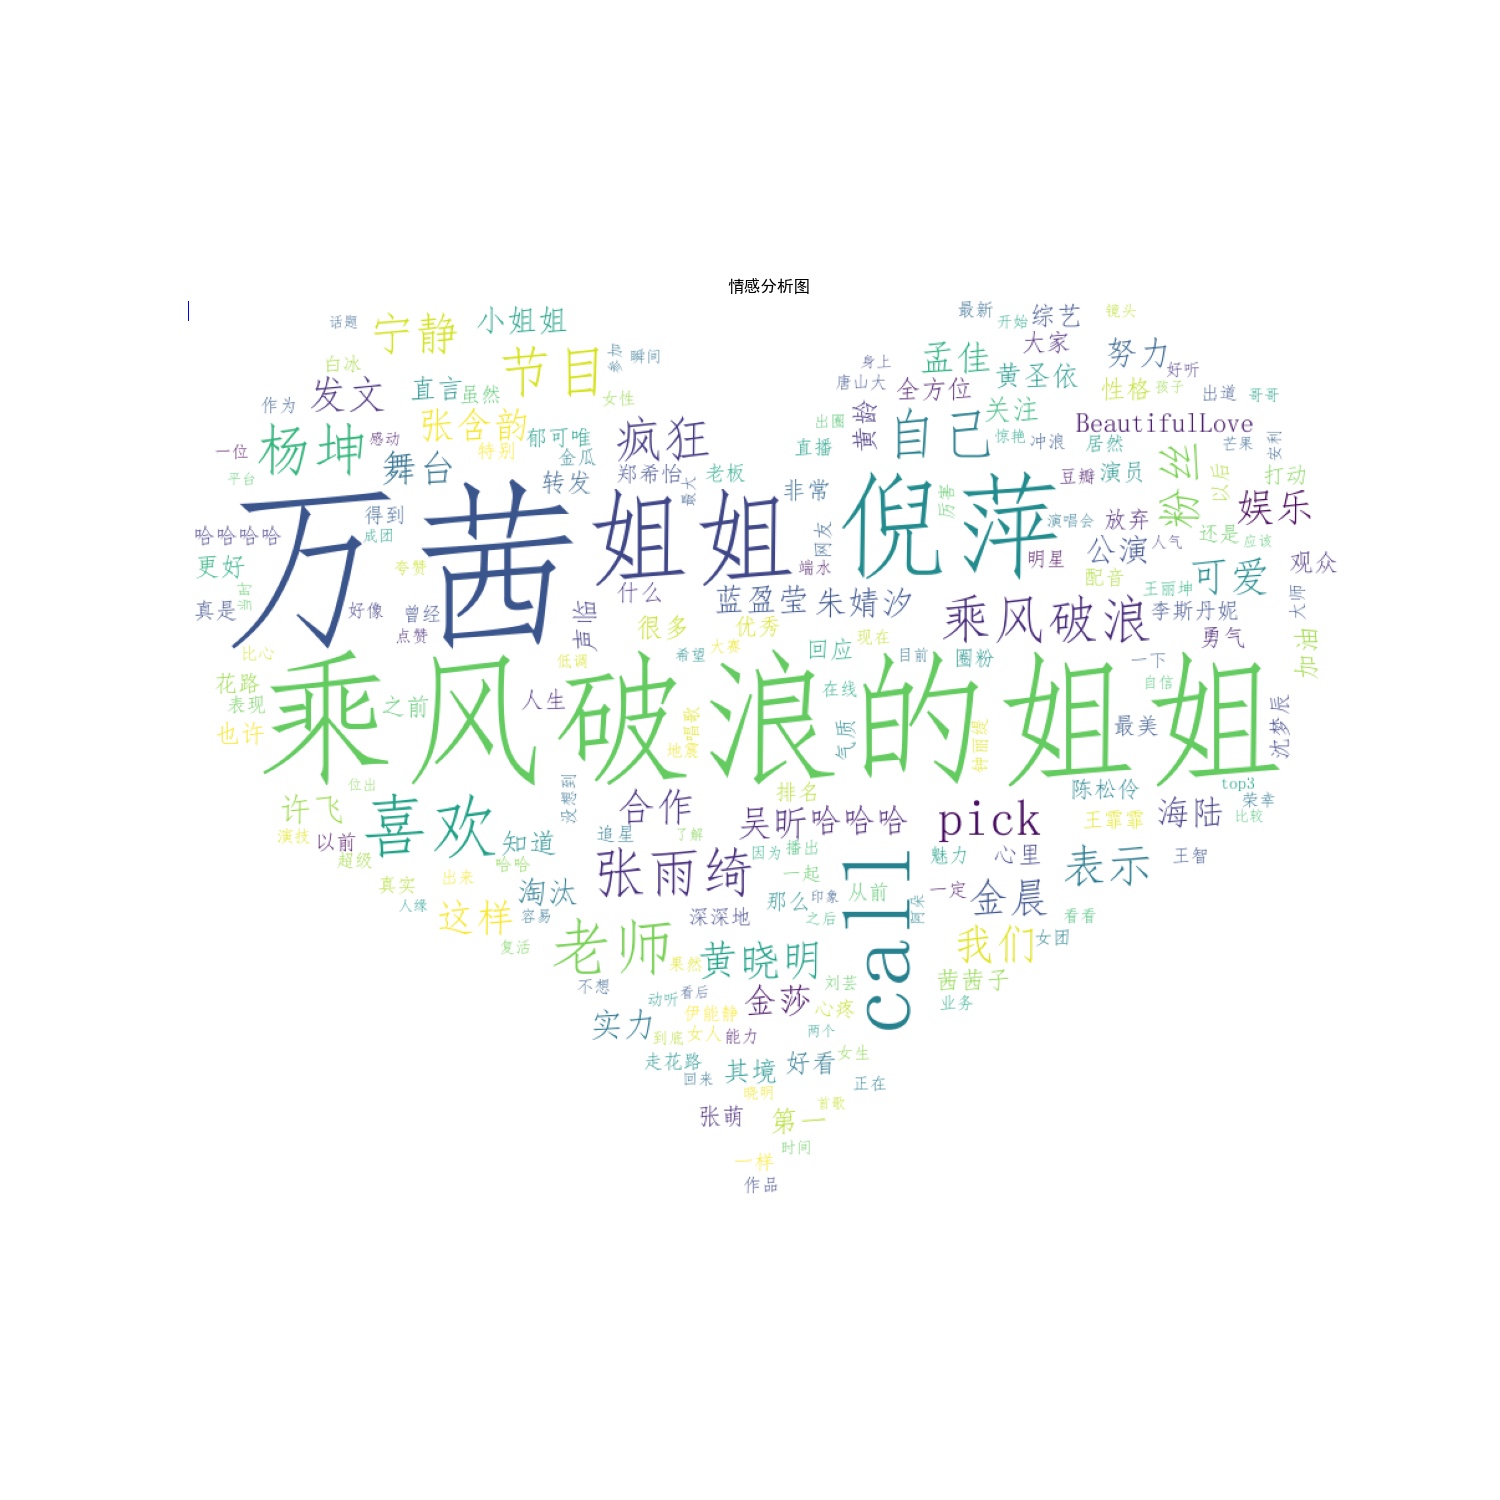 情感分析图
话题
宁静
小姐姐
最新
开始
综艺
镜头
白冰
节目
参加
瞬间
身上
孟佳
大家
努力
好听
作为
发文
直言
虽然
女性
唐山大
全方位
黄圣依
性格
孩子
出道
哥哥
一位
杨坤
感动
张含韵
特别
郁可唯
金瓜
疯狂
出圈
直播
黄龄
自己
关注
惊艳
冲浪
BeautifulLove
居然
芒果
安利
平台
舞台
转发
郑希怡
最大
老板
非常
厉害
豆瓣
演员
粉丝
以后
打动
哈哈哈哈
万茜
得到
成团
姐姐
网友
倪萍
演唱会
放弃
娱乐
还是
应该
更好
夸赞
端水
明星
公演
人气
观众
真是
好像
曾经
点赞
声临
什么
蓝盈莹
朱婧汐
配音
王丽坤
可爱
大师
乘风破浪
李斯丹妮
勇气
加油
比心
很多
优秀
大赛
希望
低调
回应
现在
目前
圈粉
一下
自信
花路
表现
也许
之前
乘风破浪的姐姐
人生
唱歌
地震
在线
气质
钟丽缇
最美
沈梦辰
位出
许飞
喜欢
没想到
合作
排名
陈松伶
top3
荣幸
比较
演技
以前
超级
知道
追星
了解
吴昕
哈哈哈
pick
王霏霏
海陆
真实
人缘
出来
哈哈
淘汰
容易
张雨绮
因为
播出
一起
魅力
心里
表示
王智
这样
复活
深深地
那么
印象
之后
从前
call
阿朵
一定
金晨
看看
老师
果然
黄晓明
我们
女团
不想
动听
看后
金莎
刘芸
心疼
茜茜子
业务
实力
伊能静
到底
女人
能力
两个
走花路
回来
其境
好看
女生
正在
晓明
张萌
第一
首歌
时间
一样
作品